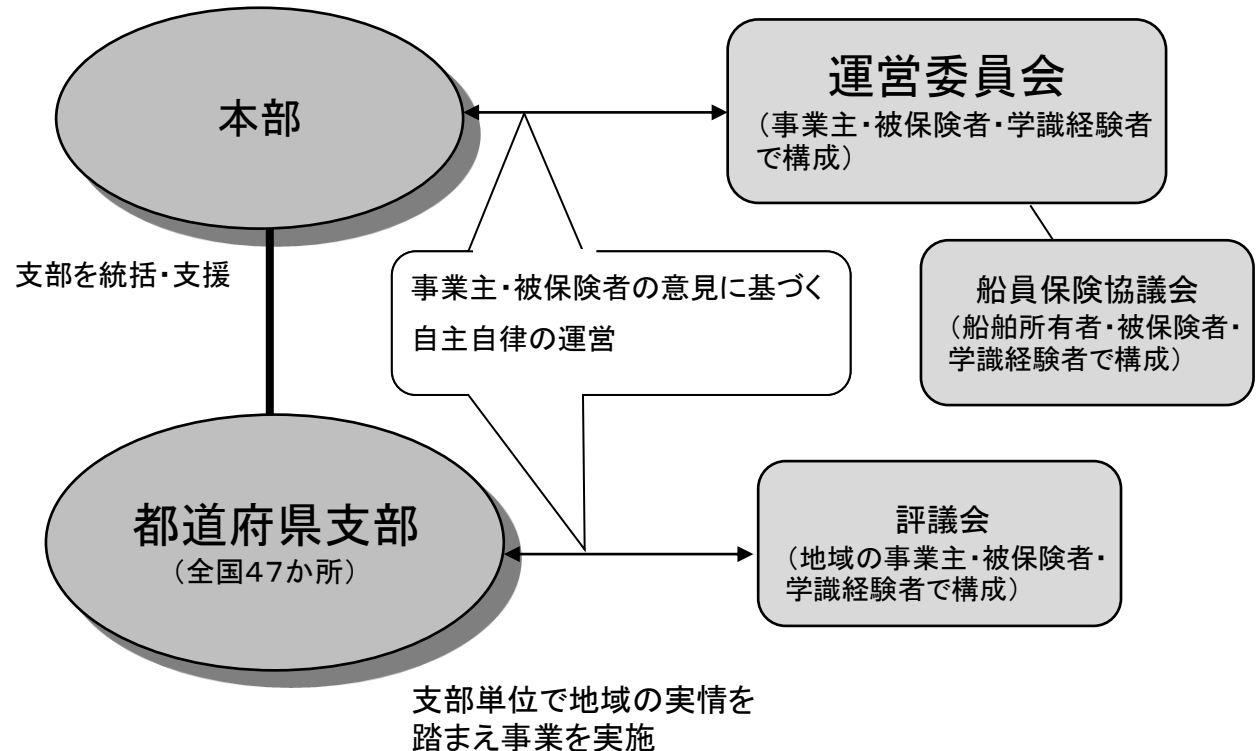 本部
運営委員会
（事業主・被保険者・学識経験者
で構成）
支部を統括・支援
事業主・被保険者の意見に基づく
自主自律の運営
船員保険協議会
（船舶所有者・被保険者・
学識経験者で構成）
都道府県支部
（全国４７か所）
評議会
（地域の事業主・被保険者・
学識経験者で構成）
支部単位で地域の実情を
踏まえ事業を実施